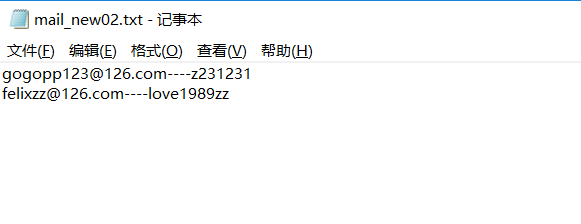 mail_new02.txt - 记事本
文件(F) 编辑(E) 格式(O) 查看(V) 帮助(H)
gogopp123@126.com----z231231
felixzz@126.com----love1989zz